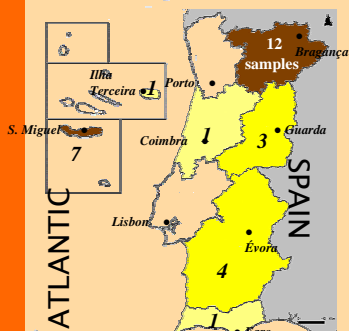 12
samples
Bragança
Ilha
Terceira
1
Porto
S. Miguel
7
Coimbra
1
3
Guarda
SPAIN
ATLANTIC
Lisbon
Évora
4
1